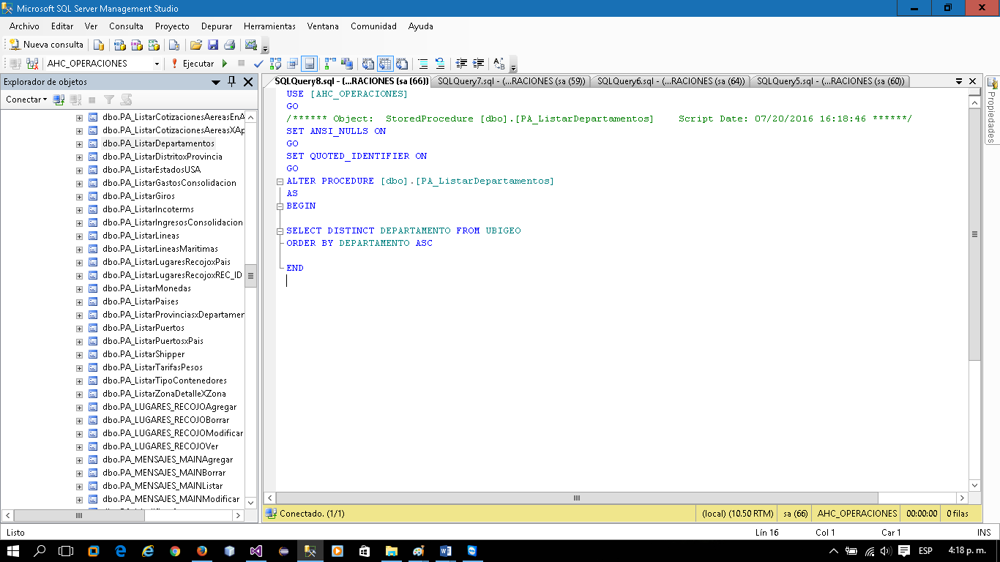 Microsoft SQL Server Management Studio
Archivo Editar Ver Consulta Proyecto Depurar Herramientas Ventana Comunidad Ayuda
Nueva consulta
AHC_OPERACIONES Ejecutar
Explorador de objetos
Conectar
dbo.PA_ListarCotizacionesAereasEnA
dbo.PA_ListarCotizacionesAereasXAp
dbo.PA_ListarDepartamentos
dbo.PA_ListarDistritoxProvincia
dbo.PA_ListarEstadosUSA
dbo.PA_ListarGastosConsolidacion
dbo.PA_ListarGiros
dbo.PA_ListarIncoterms
dbo.PA_ListarIngresosConsolidacion
dbo.PA_ListarLineas
dbo.PA_ListarLineasMaritimas
dbo.PA_ListarLugaresRecojoxPais
dbo.PA_ListarLugaresRecojoxREC_ID
dbo.PA_ListarMonedas
dbo.PA_ListarPaises
dbo.PA_ListarProvinciasxDepartamen
dbo.PA_ListarPuertos
dbo.PA_ListarPuertosxPais
dbo.PA_ListarShipper
dbo.PA_ListarTarifasPesos
dbo.PA_ListarTipoContenedores
dbo.PA_ListarZonaDetalleXZona
dbo.PA_LUGARES_RECOJOAgregar
dbo.PA_LUGARES_RECOJOBorrar
dbo.PA_LUGARES_RECOJOModificar
dbo.PA_LUGARES_RECOJOVer
dbo.PA_MENSAJES_MAINAgregar
dbo.PA_MENSAJES_MAINBorrar
dbo.PA_MENSAJES_MAINListar
dbo.PA_MENSAJES_MAINModificar
SQLQuery8.sql - (...RACIONES (sa (66)) SQLQuery7.sql - (...RACIONES (sa (59)) SQLQuery6.sql - (...RACIONES (sa (64)) SQLQuery5.sql - (...RACIONES (sa (60))
USE [AHC_OPERACIONES]
GO
/****** Object:  StoredProcedure [dbo].[PA_ListarDepartamentos]    Script Date: 07/20/2016 16:18:46 ******/
SET ANSI_NULLS ON
GO
SET QUOTED_IDENTIFIER ON
GO
ALTER PROCEDURE [dbo].[PA_ListarDepartamentos]
AS
BEGIN
SELECT DISTINCT DEPARTAMENTO FROM UBIGEO
ORDER BY DEPARTAMENTO ASC
END
Propiedades
Conectado. (1/1) (local) (10.50 RTM) sa (66) AHC_OPERACIONES 00:00:00 0 filas
Listo Lín 16 Col 1 Car 1 INS
ESP 4:18 p. m.